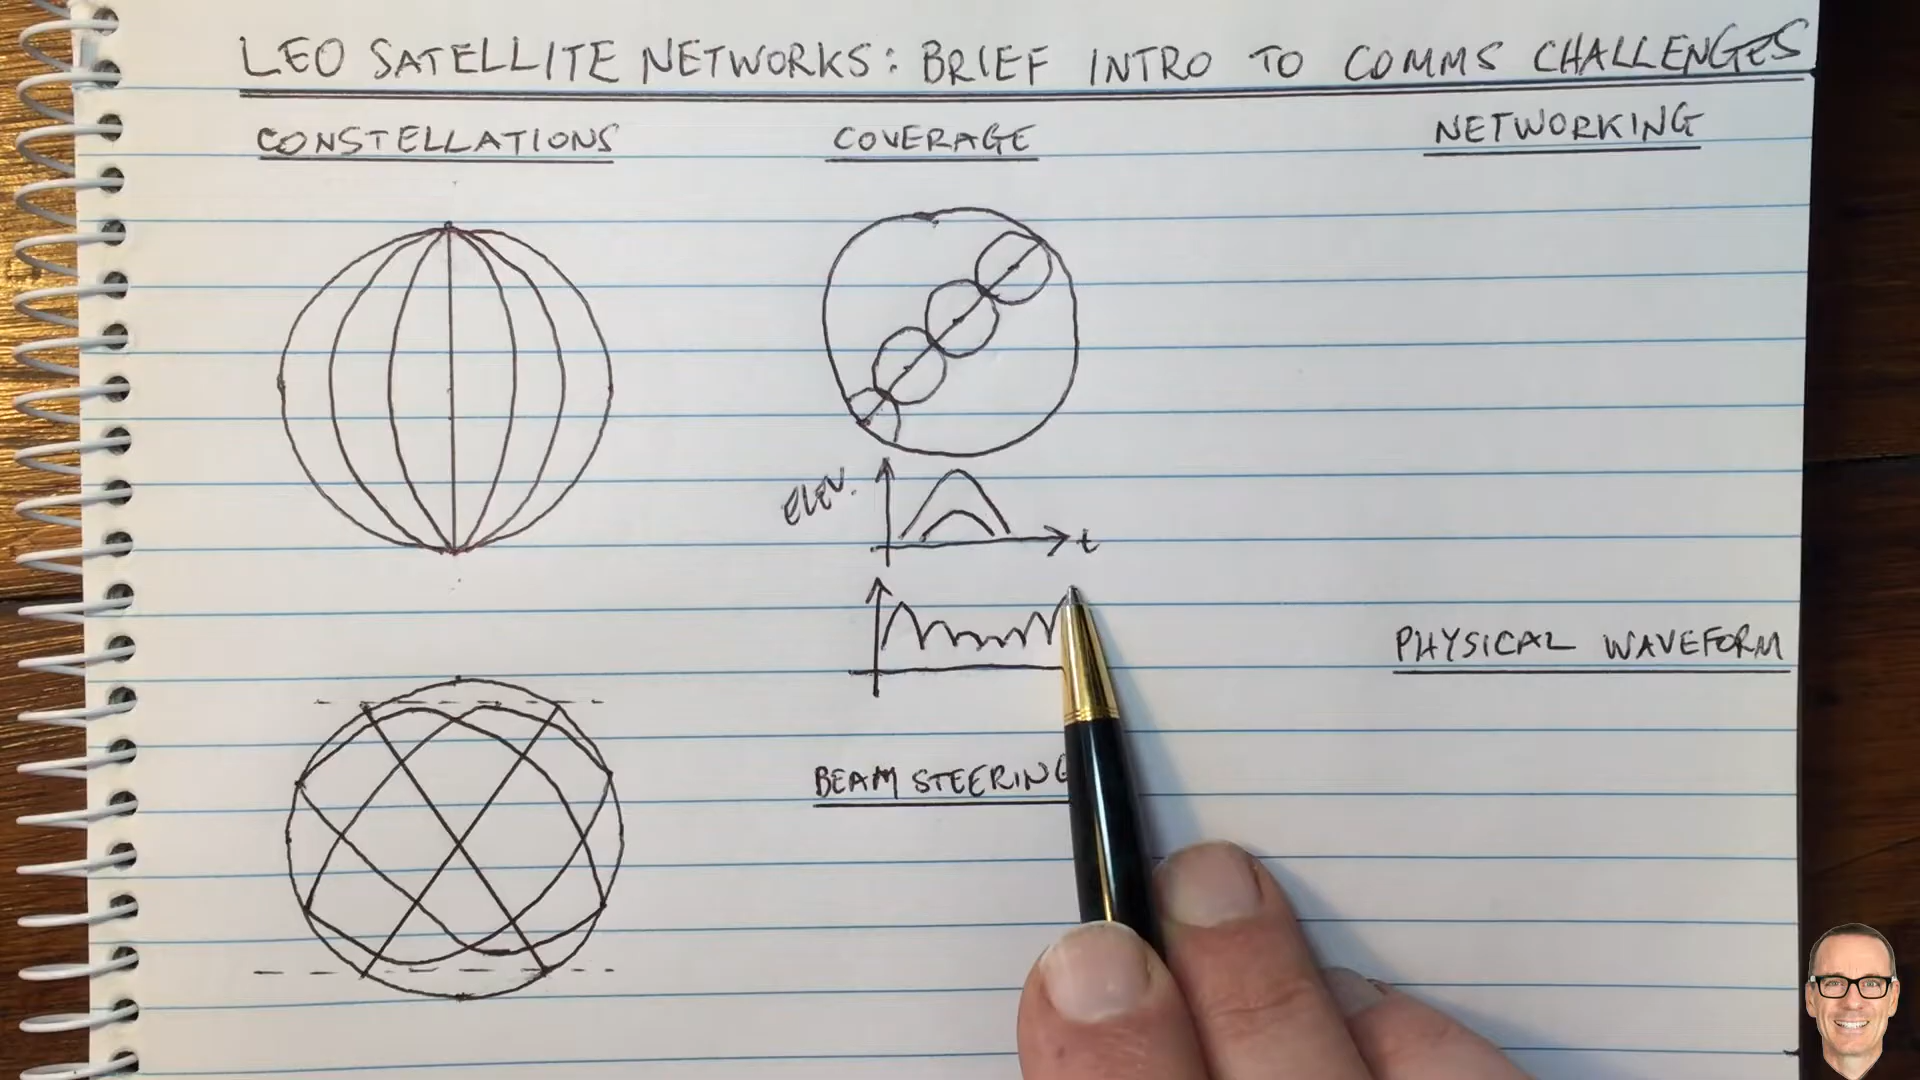 LEO SATELLITE NETWORKS: BRIEF INTRO TO COMMS CHALLENGES
CONSTELLATIONS
COVERAGE
ELEV.
t
BEAM STEERING
NETWORKING
PHYSICAL WAVEFORM